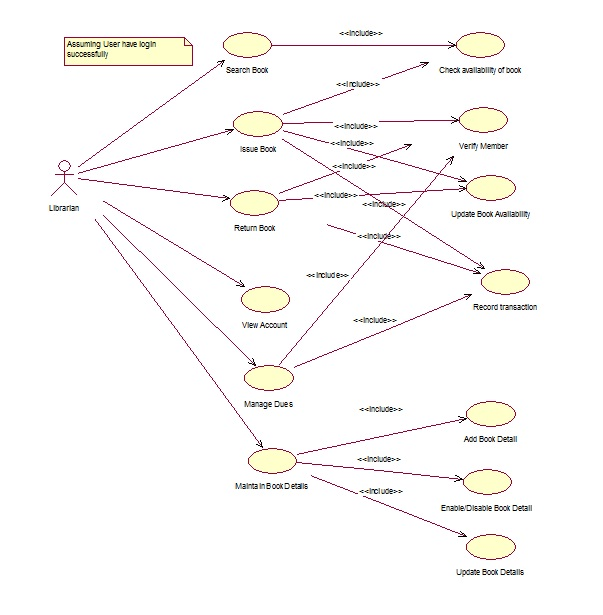 Assuming User have login
successfully
<<include>>
Search Book
Check availability of book
<<include>>
<<include>>
Issue Book
<<include>>
Verify Member
<<include>>
Librarian
<<include>>
<<include>>
Update Book Availability
Return Book
<<include>>
<<include>>
Record transaction
View Account
<<include>>
Manage Dues
<<include>>
Add Book Detail
<<include>>
Maintain Book Details
<<include>>
Enable/Disable Book Detail
Update Book Details